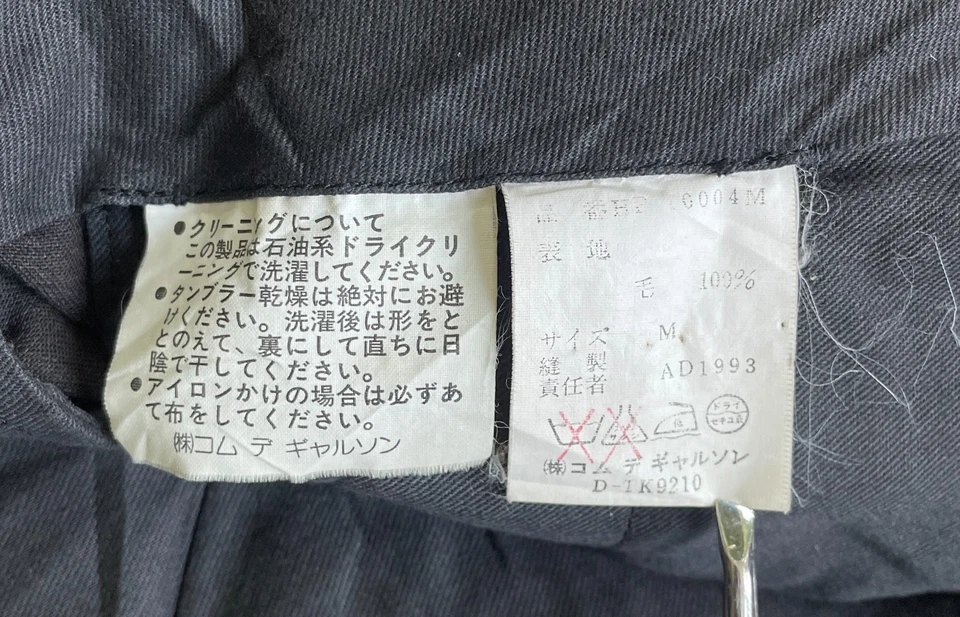 ●クリーニングについて
この製品は石油系ドライクリ
ーニングで洗濯してください。
●タンブラー乾燥は絶対にお避
けください。洗濯後は形をと
とのえて、裏にして直ちに日
陰で干してください。
●アイロンかけの場合は必ずあ
て布をしてください。
㈱コム デ ギャルソン
品 番 0004M
表 地
毛 100%
サイズ M
縫 製
責任者 AD1993
ドライ
セキユ系
㈱コム デ ギャルソン
D-TK9210